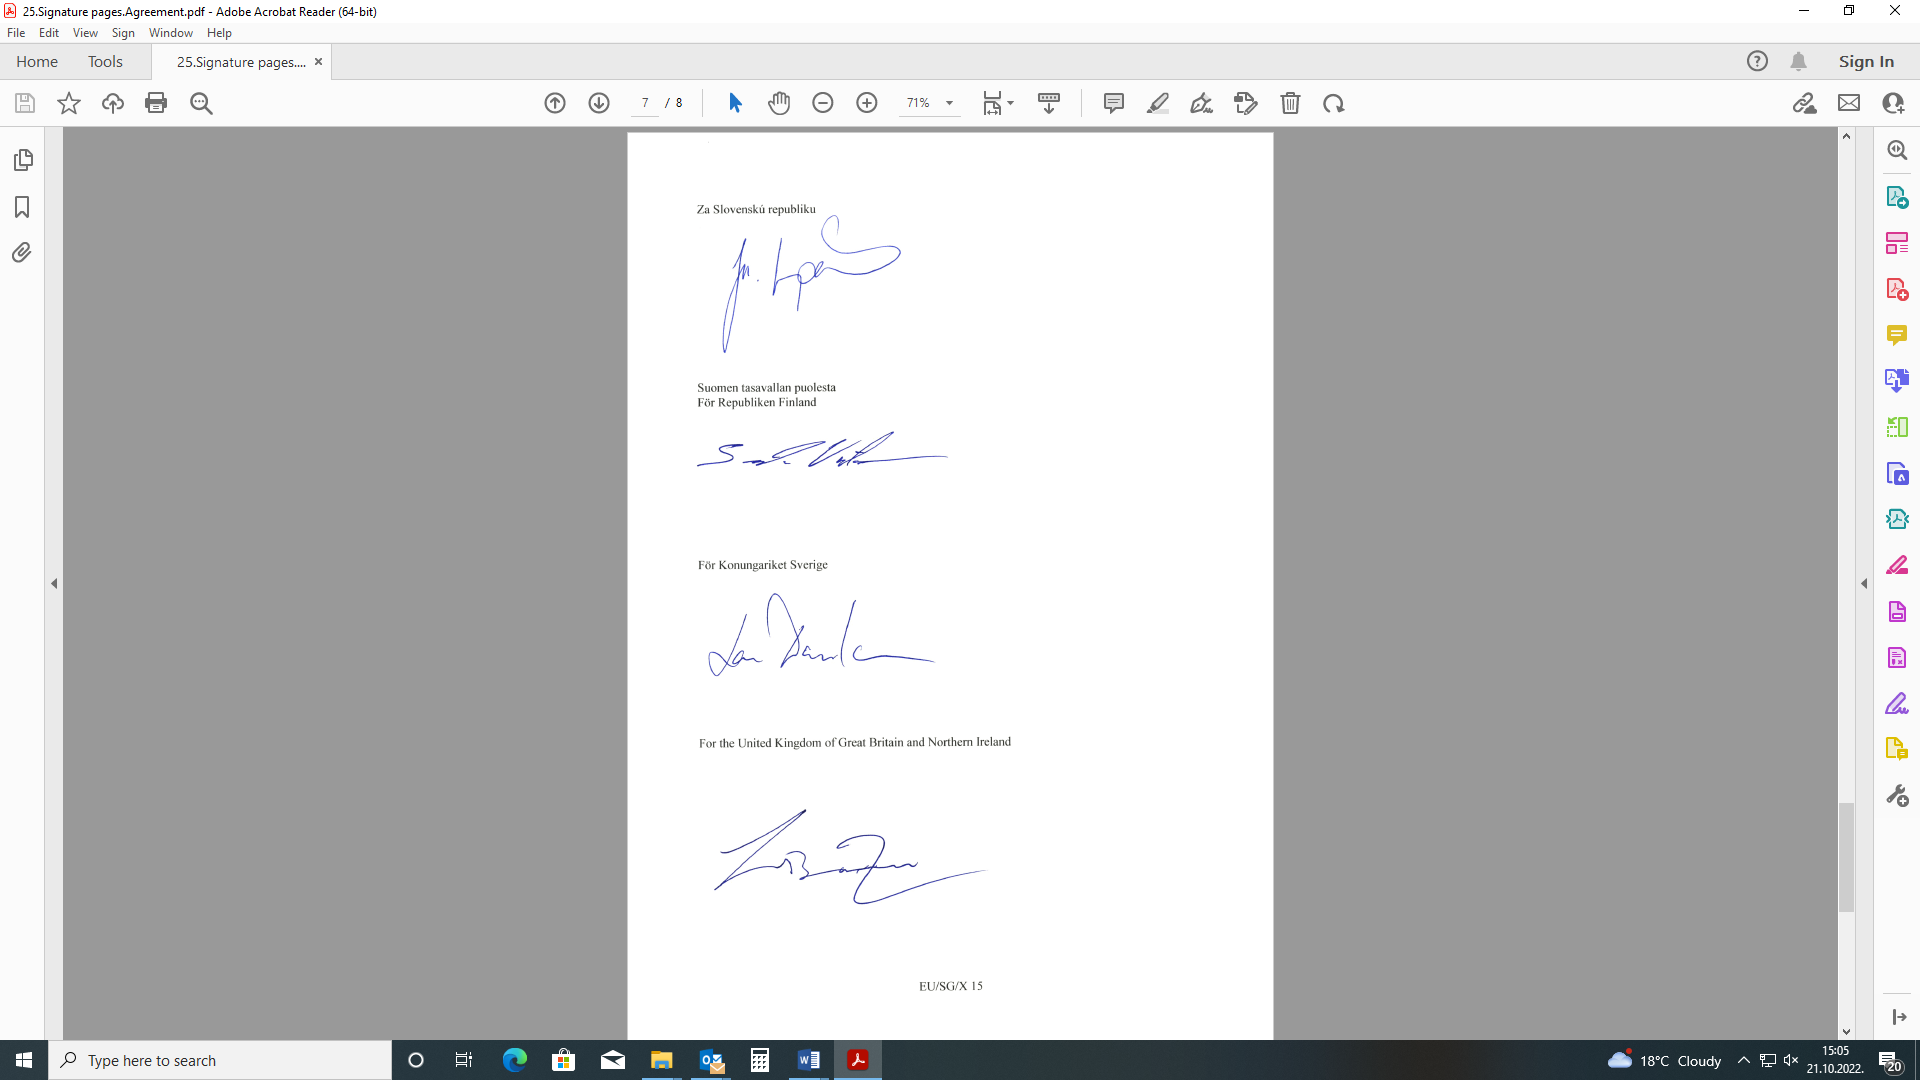 25.Signature pages.Agreement.pdf - Adobe Acrobat Reader (64-bit)
File Edit View Sign Window Help
Home Tools 25.Signature pages.... × Sign In
7 / 8 71%
Za Slovenskú republiku
Suomen tasavallan puolesta
För Republiken Finland
För Konungariket Sverige
For the United Kingdom of Great Britain and Northern Ireland
EU/SG/X 15
Type here to search
18°C Cloudy
15:05
21.10.2022.
20